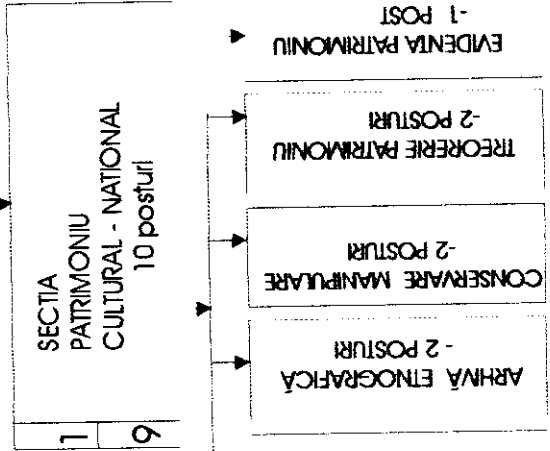 SECTIA
PATRIMONIU
CULTURAL - NATIONAL
10 posturi
1
9
EVIDENTA PATRIMONIU
-1 POST
TREORERIE PATRIMONIU
-2 POSTURI
CONSERVARE MANIPULARE
-2 POSTURI
ARHIVĂ ETNOGRAFICĂ
- 2 POSTURI